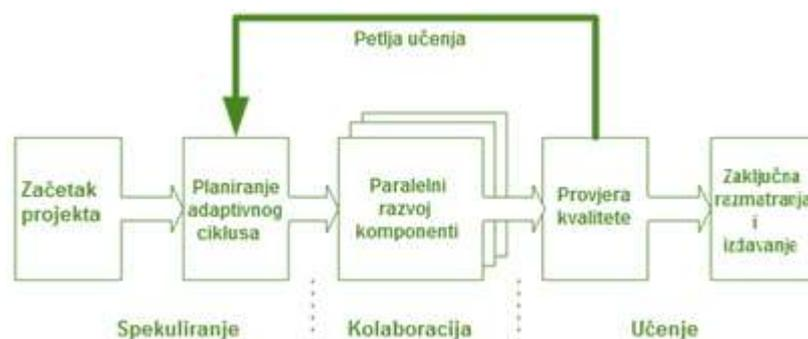 Petlja učenja
Začetak
projekta
Planiranje
adaptivnog
ciklusa
Paralelni
razvoj
komponenti
Provjera
kvalitete
Zaključna
razmatranja
i
izdavanje
Spekuliranje
Kolaboracija
Učenje